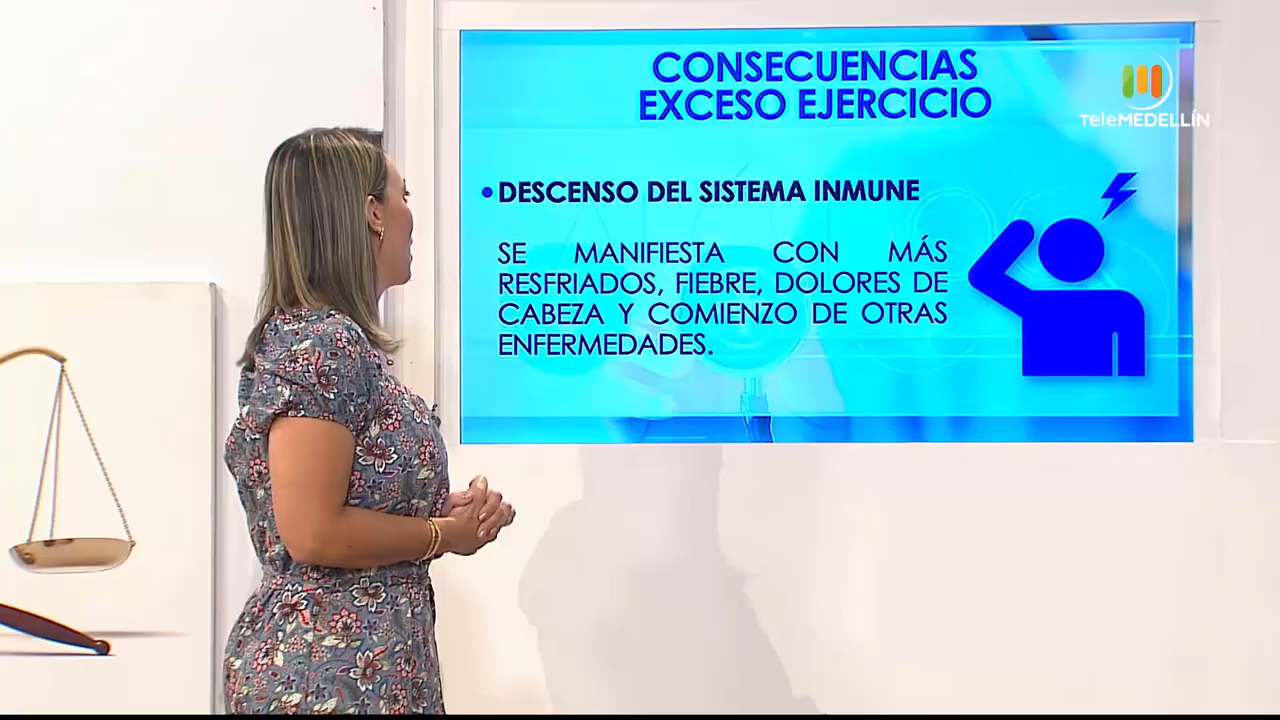 CONSECUENCIAS
EXCESO EJERCICIO
TeleMEDELLÍN
• DESCENSO DEL SISTEMA INMUNE
SE MANIFIESTA CON MÁS
RESFRIADOS, FIEBRE, DOLORES DE
CABEZA Y COMIENZO DE OTRAS
ENFERMEDADES.